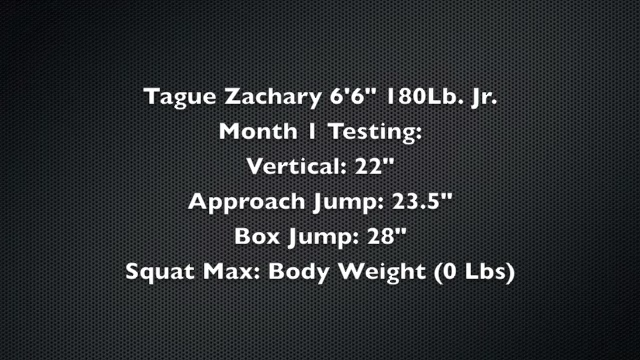 Tague Zachary 6'6" 180Lb. Jr.
Month 1 Testing:
Vertical: 22"
Approach Jump: 23.5"
Box Jump: 28"
Squat Max: Body Weight (0 Lbs)